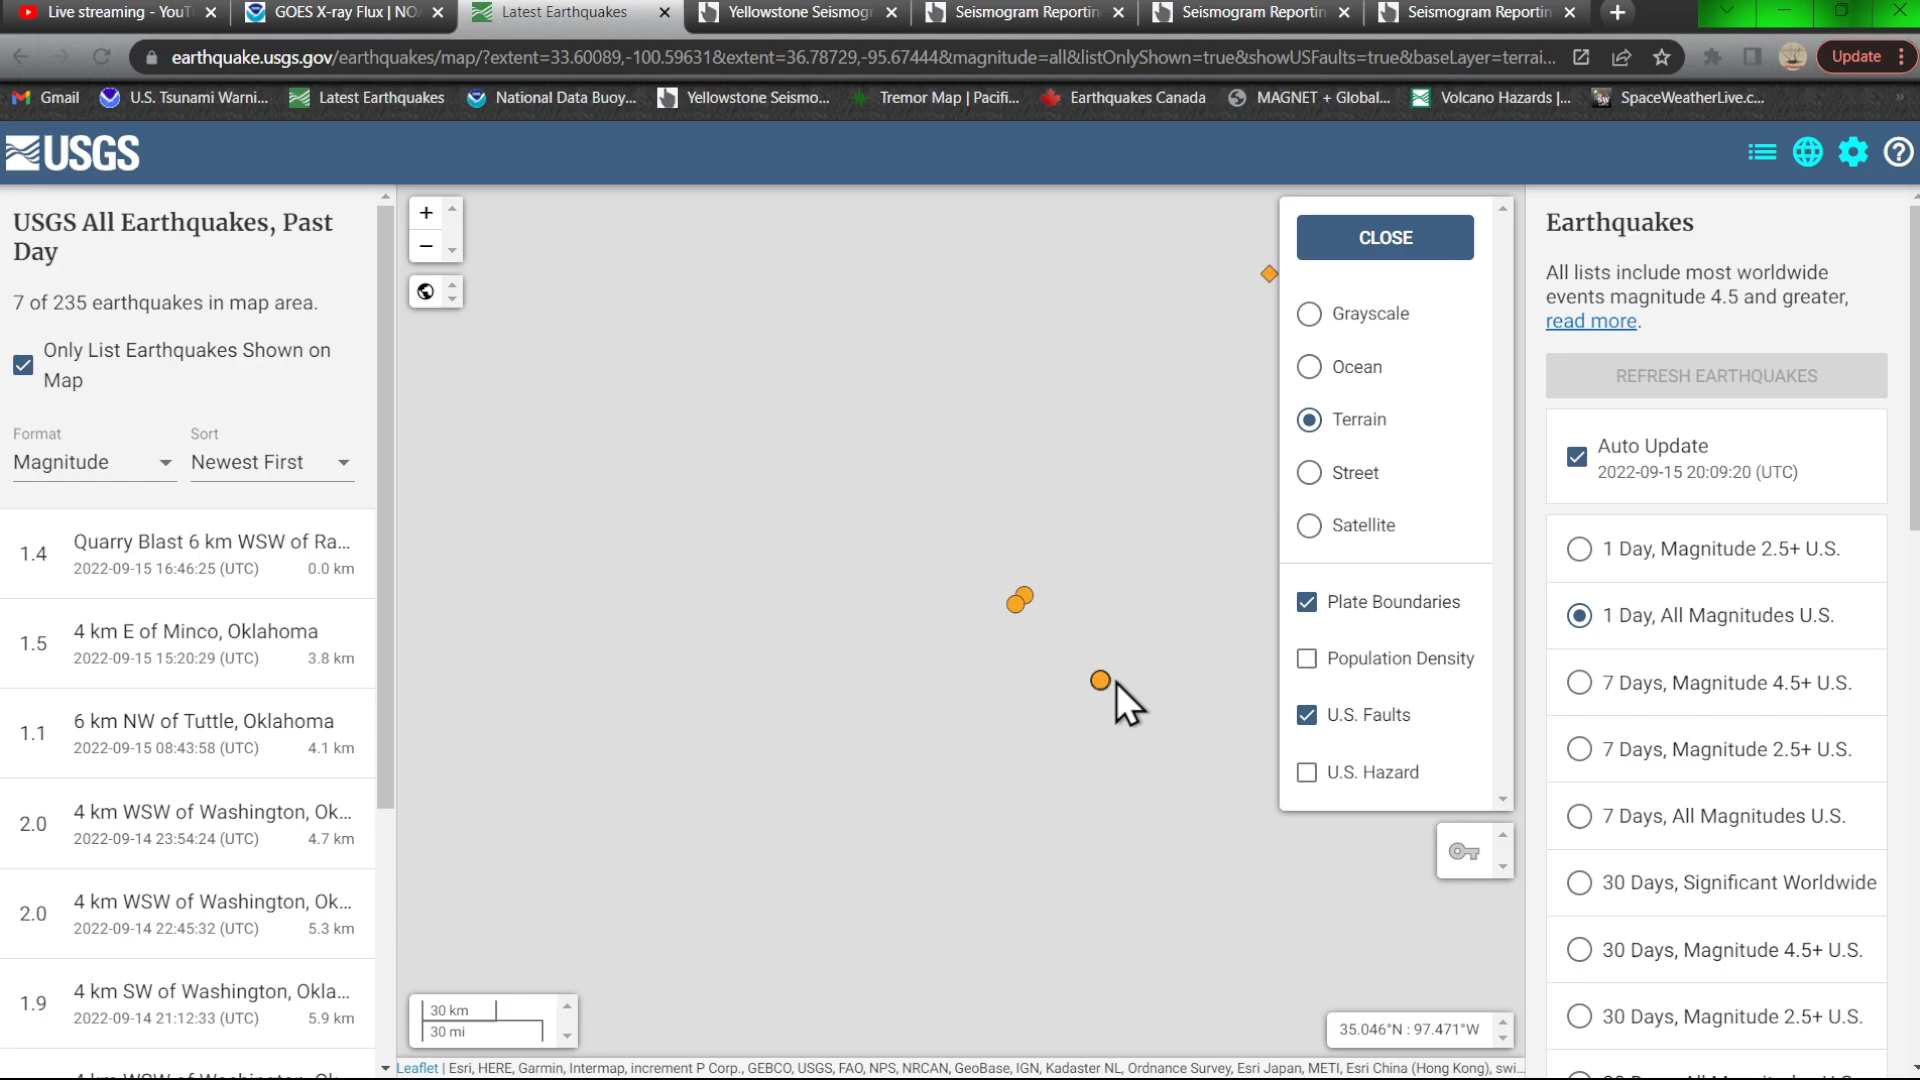 Live streaming - YouT
GOES X-ray Flux | NO
Latest Earthquakes
Yellowstone Seismogr
Seismogram Reportin
Seismogram Reportin
Seismogram Reportin
earthquake.usgs.gov/earthquakes/map/?extent=33.60089,-100.59631&extent=36.78729,-95.67444&magnitude=all&listOnlyShown=true&showUSFaults=true&baseLayer=terrai...
Update
Gmail
U.S. Tsunami Warni...
Latest Earthquakes
National Data Buoy...
Yellowstone Seismo...
Tremor Map | Pacifi...
Earthquakes Canada
MAGNET + Global...
Volcano Hazards |...
SpaceWeatherLive.c...
USGS
USGS All Earthquakes, Past
Day
7 of 235 earthquakes in map area.
Only List Earthquakes Shown on
Map
Format
Magnitude
Sort
Newest First
1.4
Quarry Blast 6 km WSW of Ra...
2022-09-15 16:46:25 (UTC) 0.0 km
1.5
4 km E of Minco, Oklahoma
2022-09-15 15:20:29 (UTC) 3.8 km
1.1
6 km NW of Tuttle, Oklahoma
2022-09-15 08:43:58 (UTC) 4.1 km
2.0
4 km WSW of Washington, Ok...
2022-09-14 23:54:24 (UTC) 4.7 km
2.0
4 km WSW of Washington, Ok...
2022-09-14 22:45:32 (UTC) 5.3 km
1.9
4 km SW of Washington, Okla...
2022-09-14 21:12:33 (UTC) 5.9 km
+
−
30 km
30 mi
CLOSE
Grayscale
Ocean
Terrain
Street
Satellite
Plate Boundaries
Population Density
U.S. Faults
U.S. Hazard
35.046°N : 97.471°W
Leaflet | Esri, HERE, Garmin, Intermap, increment P Corp., GEBCO, USGS, FAO, NPS, NRCAN, GeoBase, IGN, Kadaster NL, Ordnance Survey, Esri Japan, METI, Esri China (Hong Kong), swi...
Earthquakes
All lists include most worldwide
events magnitude 4.5 and greater,
read more.
REFRESH EARTHQUAKES
Auto Update
2022-09-15 20:09:20 (UTC)
1 Day, Magnitude 2.5+ U.S.
1 Day, All Magnitudes U.S.
7 Days, Magnitude 4.5+ U.S.
7 Days, Magnitude 2.5+ U.S.
7 Days, All Magnitudes U.S.
30 Days, Significant Worldwide
30 Days, Magnitude 4.5+ U.S.
30 Days, Magnitude 2.5+ U.S.